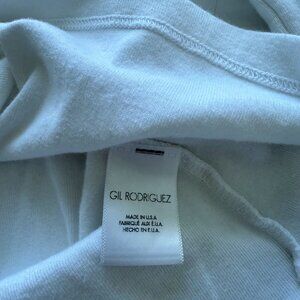 GIL RODRIGUEZ
MADE IN U.S.A
FABRIQUÉ AUX É.U.A.
HECHO EN E.U.A.